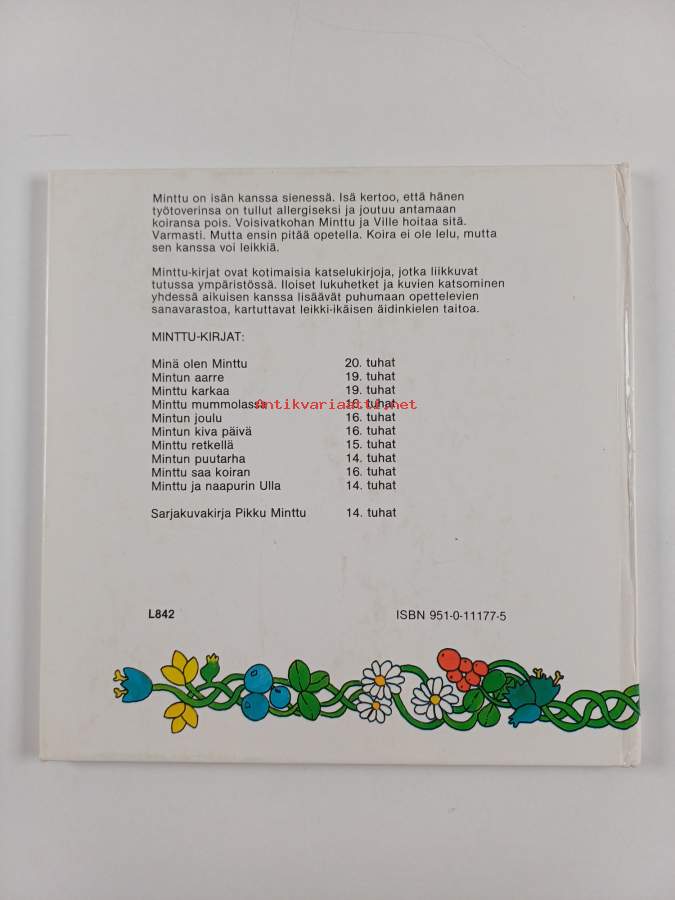 Minttu on isän kanssa sienessä. Isä kertoo, että hänen
työtoverinsa on tullut allergiseksi ja joutuu antamaan
koiransa pois. Voisivatkohan Minttu ja Ville hoitaa sitä.
Varmasti. Mutta ensin pitää opetella. Koira ei ole lelu, mutta
sen kanssa voi leikkiä.
Minttu-kirjat ovat kotimaisia katselukirjoja, jotka liikkuvat
tutussa ympäristössä. Iloiset lukuhetket ja kuvien katsominen
yhdessä aikuisen kanssa lisäävät puhumaan opettelevien
sanavarastoa, kartuttavat leikki-ikäisen äidinkielen taitoa.
MINTTU-KIRJAT:
Minä olen Minttu 20. tuhat
Mintun aarre 19. tuhat
Minttu karkaa 19. tuhat
Minttu mummolassa tuhat
Antikvariaatti.net
Mintun joulu 16. tuhat
Mintun kiva päivä 16. tuhat
Minttu retkellä 15. tuhat
Mintun puutarha 14. tuhat
Minttu saa koiran 16. tuhat
Minttu ja naapurin Ulla 14. tuhat
Sarjakuvakirja Pikku Minttu 14. tuhat
L842 ISBN 951-0-11177-5